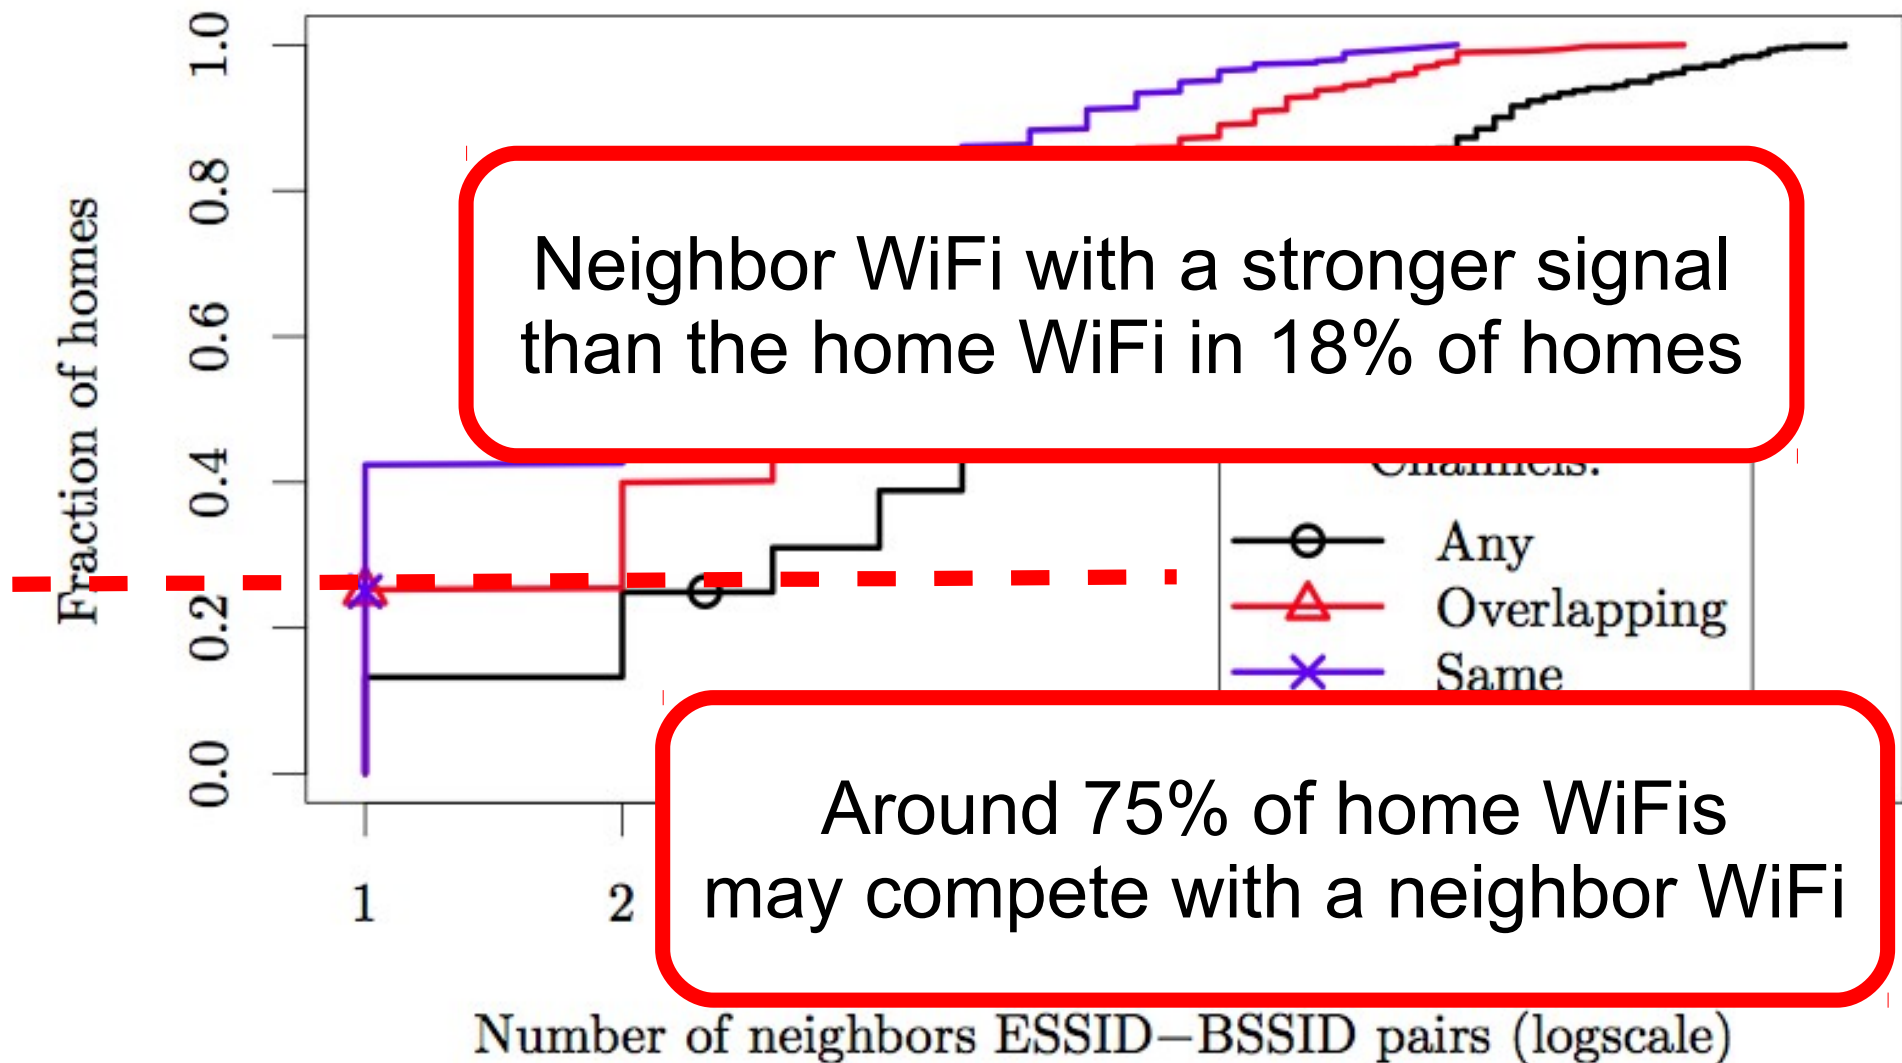 1.0
0.8
0.6
0.4
0.2
0.0
Fraction of homes
Neighbor WiFi with a stronger signal
than the home WiFi in 18% of homes
Channels:
Any
Overlapping
Same
Around 75% of home WiFis
may compete with a neighbor WiFi
1
2
Number of neighbors ESSID−BSSID pairs (logscale)